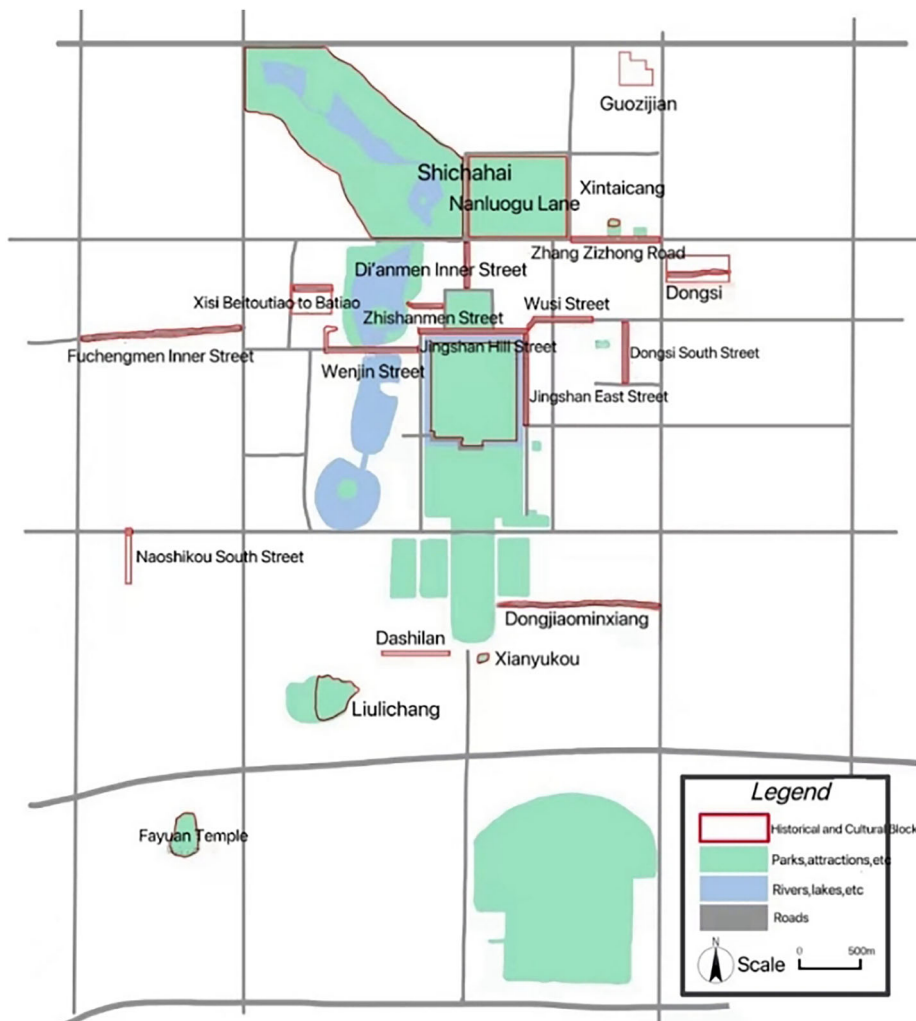 Guozijian
Shichahai
Xintaicang
Nanluogu Lane
Zhang Zizhong Road
Di'anmen Inner Street
Dongsi
Xisi Beitoutiao to Batiao
Wusi Street
Zhishanmen Street
Fuchengmen Inner Street
Jingshan Hill Street
Dongsi South Street
Wenjin Street
Jingshan East Street
Naoshikou South Street
Dongjiaominxiang
Dashilan
Xianyukou
Liulichang
Fayuan Temple
Legend
Historical and Cultural Block
Parks,attractions,etc
Rivers,lakes,etc
Roads
N
Scale
0 500m